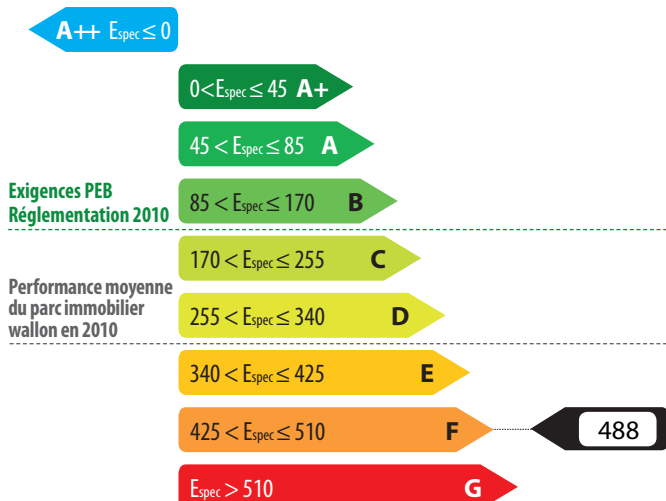 A++ Espec ≤ 0
0<Espec ≤ 45 A+
45 < Espec ≤ 85 A
Exigences PEB
Réglementation 2010
85 < Espec ≤ 170 B
170 < Espec ≤ 255 C
Performance moyenne
du parc immobilier
wallon en 2010
255 < Espec ≤ 340 D
340 < Espec ≤ 425 E
425 < Espec ≤ 510 F 488
Espec > 510 G